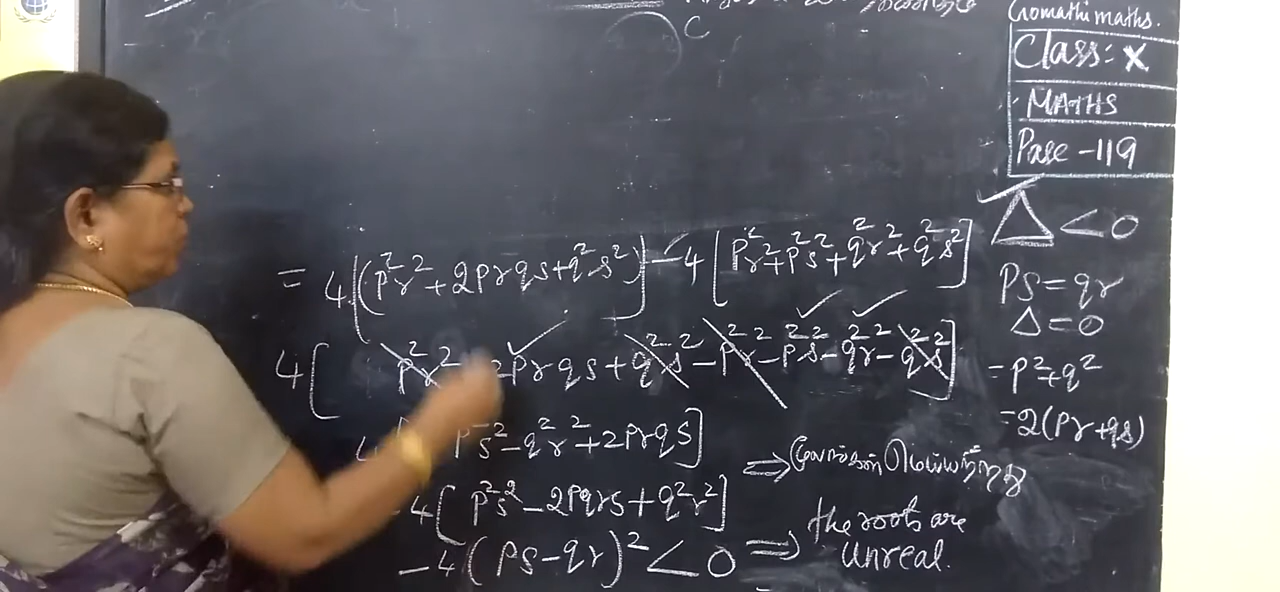 C
Gomathi maths.
Class: X
MATHS
Page - 119
Δ < 0
= 4[(p²r² + 2prqs + q²s²)] - 4[p²r² + p²s² + q²r² + q²s²]
4[p²r² + 2prqs + q²s² - p²r² - p²s² - q²r² - q²s²]
p²s² - q²r² + 2prqs]
-4[p²s² - 2pqrs + q²r²]
-4(ps - qr)² < 0 ⇒ the roots are
unreal.
ps = qr
Δ = 0
= p² + q²
= 2(pr + qs)